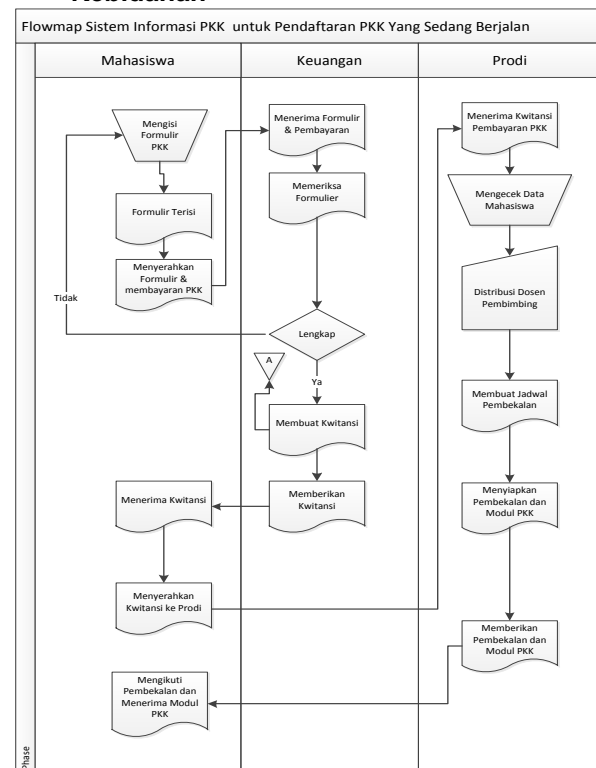 Flowmap Sistem Informasi PKK untuk Pendaftaran PKK Yang Sedang Berjalan
Mahasiswa
Keuangan
Prodi
Mengisi
Formulir
PKK
Formulir Terisi
Menyerahkan
Formulir &
membayaran PKK
Tidak
Menerima Kwitansi
Menyerahkan
Kwitansi ke Prodi
Mengikuti
Pembekalan dan
Menerima Modul
PKK
Menerima Formulir
& Pembayaran
Memeriksa
Formulier
Lengkap
A
Ya
Membuat Kwitansi
Memberikan
Kwitansi
Menerima Kwitansi
Pembayaran PKK
Mengecek Data
Mahasiswa
Distribusi Dosen
Pembimbing
Membuat Jadwal
Pembekalan
Menyiapkan
Pembekalan dan
Modul PKK
Memberikan
Pembekalan dan
Modul PKK
Phase